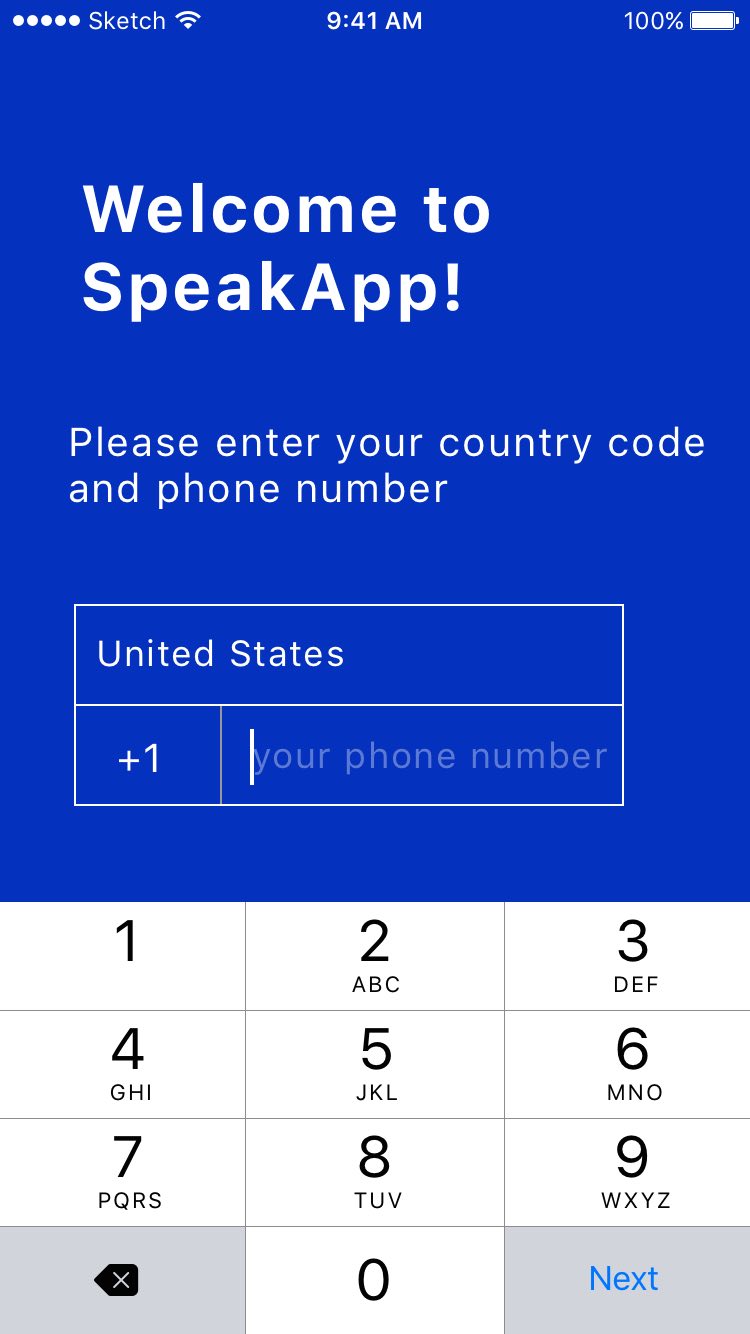 Sketch 9:41 AM 100%
Welcome to
SpeakApp!
Please enter your country code
and phone number
United States
+1 your phone number
1 2 3
ABC DEF
4 5 6
GHI JKL MNO
7 8 9
PQRS TUV WXYZ
0 Next